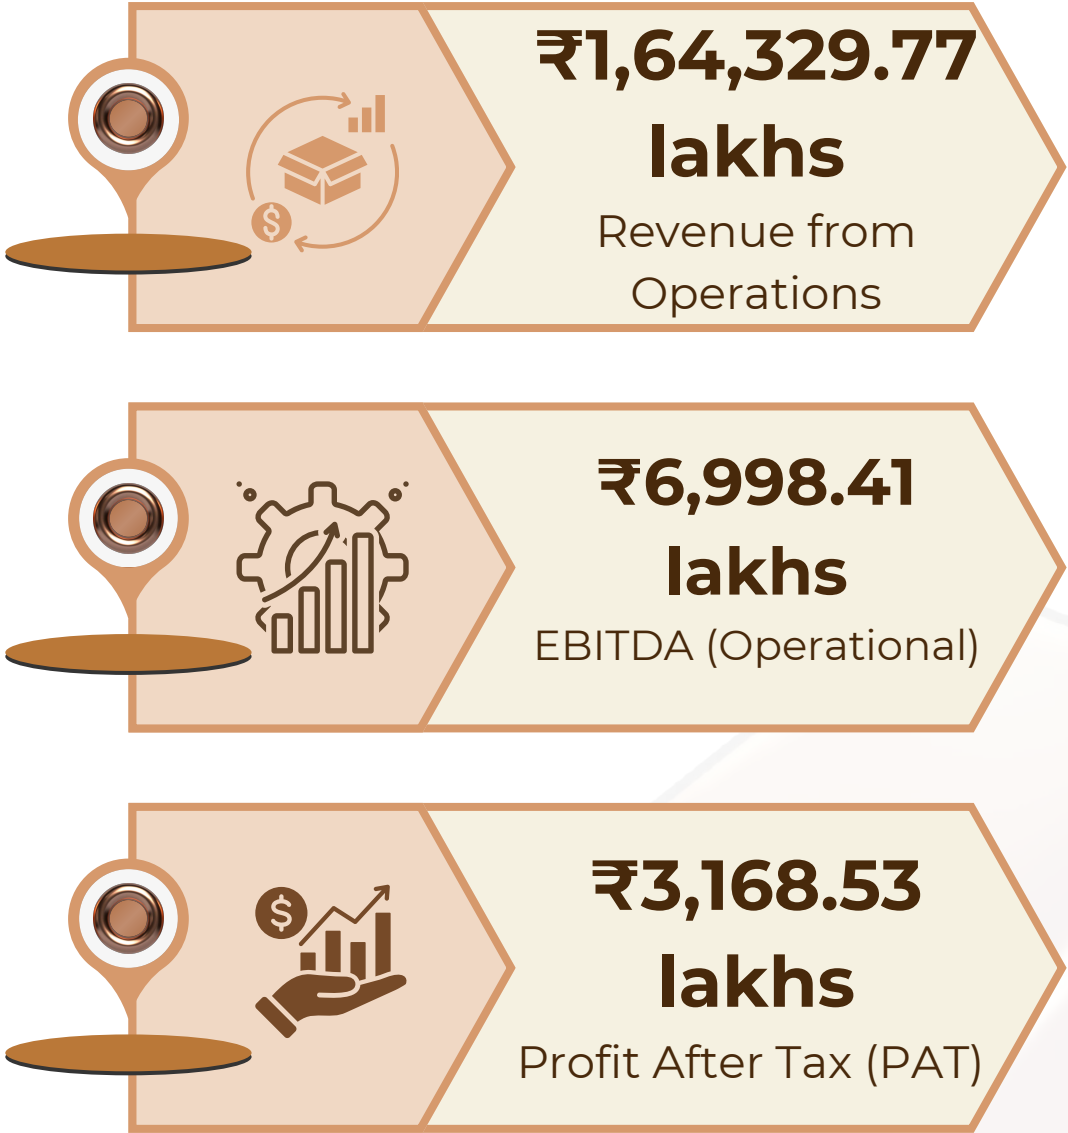 ₹1,64,329.77
lakhs
Revenue from
Operations
₹6,998.41
lakhs
EBITDA (Operational)
₹3,168.53
lakhs
Profit After Tax (PAT)